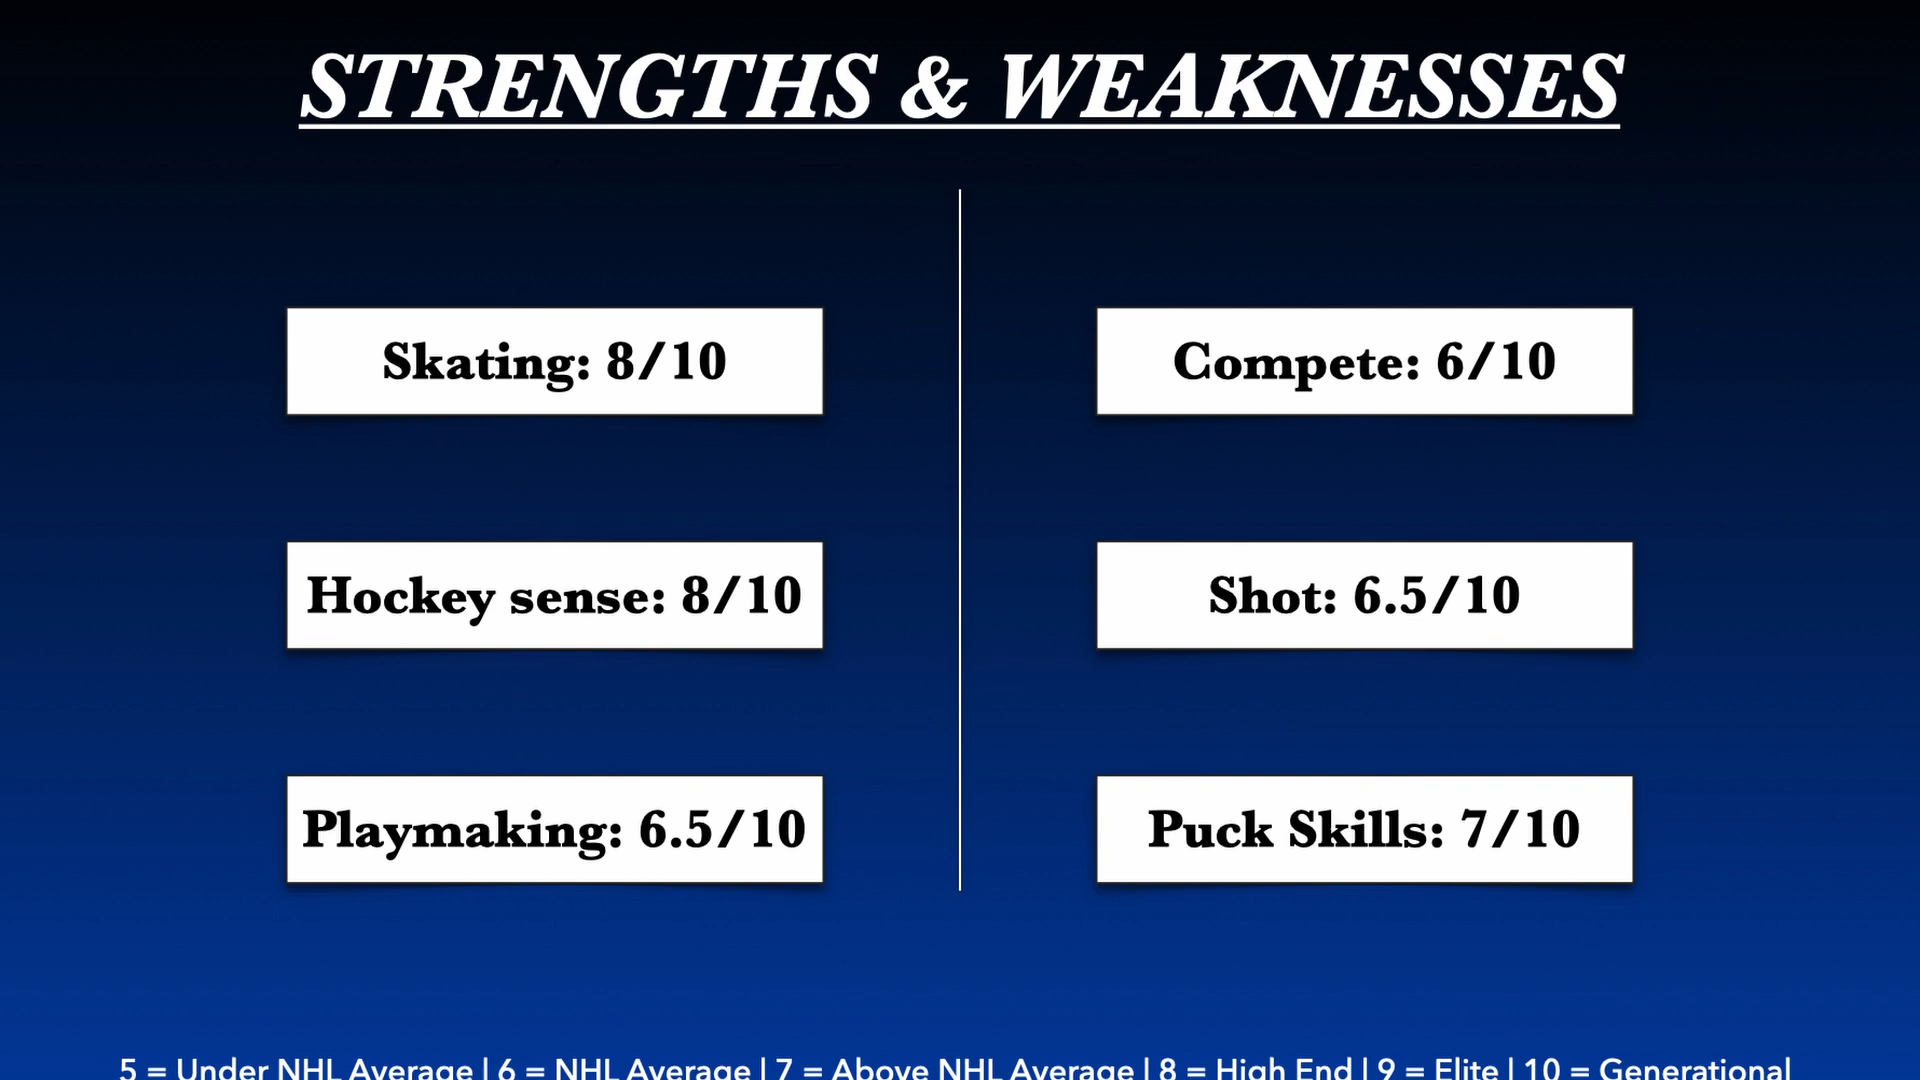 STRENGTHS & WEAKNESSES
Skating: 8/10
Compete: 6/10
Hockey sense: 8/10
Shot: 6.5/10
Playmaking: 6.5/10
Puck Skills: 7/10
5 = Under NHL Average | 6 = NHL Average | 7 = Above NHL Average | 8 = High End | 9 = Elite | 10 = Generational